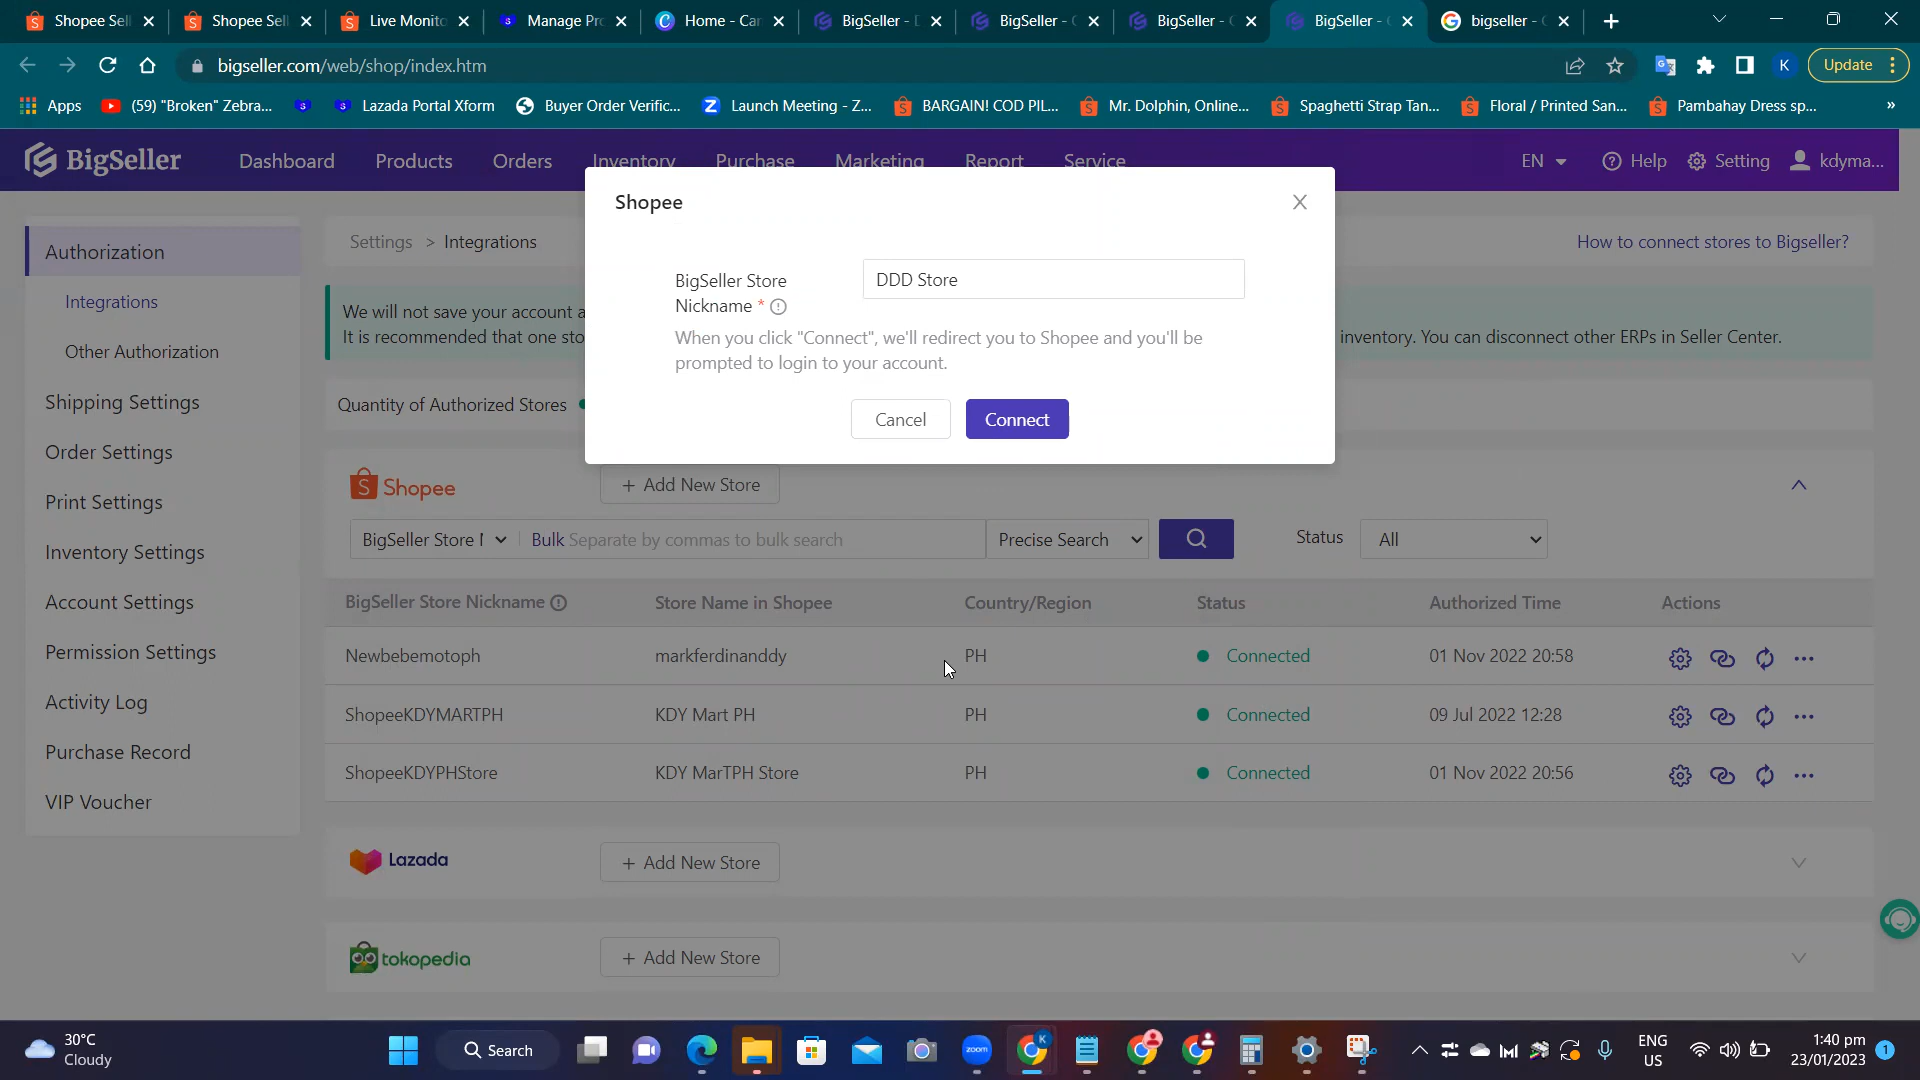 Shopee Sell
Shopee Sell
Live Monito
Manage Pro
Home - Can
BigSeller - D
BigSeller -
BigSeller -
BigSeller -
bigseller -
bigseller.com/web/shop/index.htm
K
Update
Apps
(59) "Broken" Zebra...
Lazada Portal Xform
Buyer Order Verific...
Launch Meeting - Z...
BARGAIN! COD PIL...
Mr. Dolphin, Online...
Spaghetti Strap Tan...
Floral / Printed San...
Pambahay Dress sp...
»
BigSeller
Dashboard
Products
Orders
Inventory
Purchase
Marketing
Report
Service
EN
Help
Setting
kdyma...
Authorization
Integrations
Other Authorization
Shipping Settings
Order Settings
Print Settings
Inventory Settings
Account Settings
Permission Settings
Activity Log
Purchase Record
VIP Voucher
Settings > Integrations
How to connect stores to Bigseller?
We will not save your account a
It is recommended that one sto
inventory. You can disconnect other ERPs in Seller Center.
Quantity of Authorized Stores
Shopee
BigSeller Store
Nickname *
DDD Store
When you click "Connect", we'll redirect you to Shopee and you'll be
prompted to login to your account.
Cancel
Connect
Shopee
+ Add New Store
BigSeller Store N
Bulk Separate by commas to bulk search
Precise Search
Status
All
BigSeller Store Nickname
Store Name in Shopee
Country/Region
Status
Authorized Time
Actions
Newbebemotoph
markferdinanddy
PH
Connected
01 Nov 2022 20:58
ShopeeKDYMARTPH
KDY Mart PH
PH
Connected
09 Jul 2022 12:28
ShopeeKDYPHStore
KDY MarTPH Store
PH
Connected
01 Nov 2022 20:56
Lazada
+ Add New Store
tokopedia
+ Add New Store
30°C
Cloudy
Search
zoom
K
ENG
US
1:40 pm
23/01/2023
1